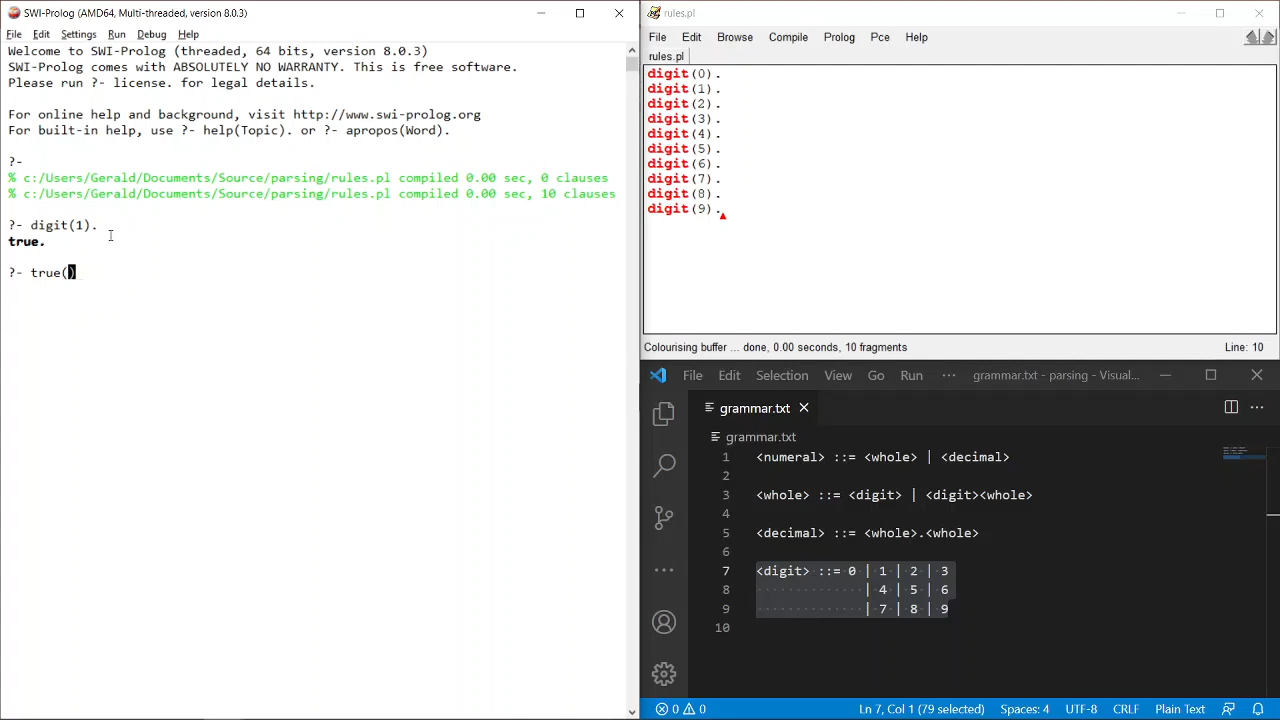 SWI-Prolog (AMD64, Multi-threaded, version 8.0.3)
File Edit Settings Run Debug Help
Welcome to SWI-Prolog (threaded, 64 bits, version 8.0.3)
SWI-Prolog comes with ABSOLUTELY NO WARRANTY. This is free software.
Please run ?- license. for legal details.
For online help and background, visit http://www.swi-prolog.org
For built-in help, use ?- help(Topic). or ?- apropos(Word).
?-
% c:/Users/Gerald/Documents/Source/parsing/rules.pl compiled 0.00 sec, 0 clauses
% c:/Users/Gerald/Documents/Source/parsing/rules.pl compiled 0.00 sec, 10 clauses
?- digit(1).
true.
?- true()
rules.pl
File Edit Browse Compile Prolog Pce Help
rules.pl
digit(0).
digit(1).
digit(2).
digit(3).
digit(4).
digit(5).
digit(6).
digit(7).
digit(8).
digit(9).
Colourising buffer ... done, 0.00 seconds, 10 fragments Line: 10
File Edit Selection View Go Run ··· grammar.txt - parsing - Visual...
grammar.txt
grammar.txt
1 <numeral> ::= <whole> | <decimal>
2
3 <whole> ::= <digit> | <digit><whole>
4
5 <decimal> ::= <whole>.<whole>
6
7 <digit> ::= 0 | 1 | 2 | 3
8 | 4 | 5 | 6
9 | 7 | 8 | 9
10
0 0 Ln 7, Col 1 (79 selected) Spaces: 4 UTF-8 CRLF Plain Text